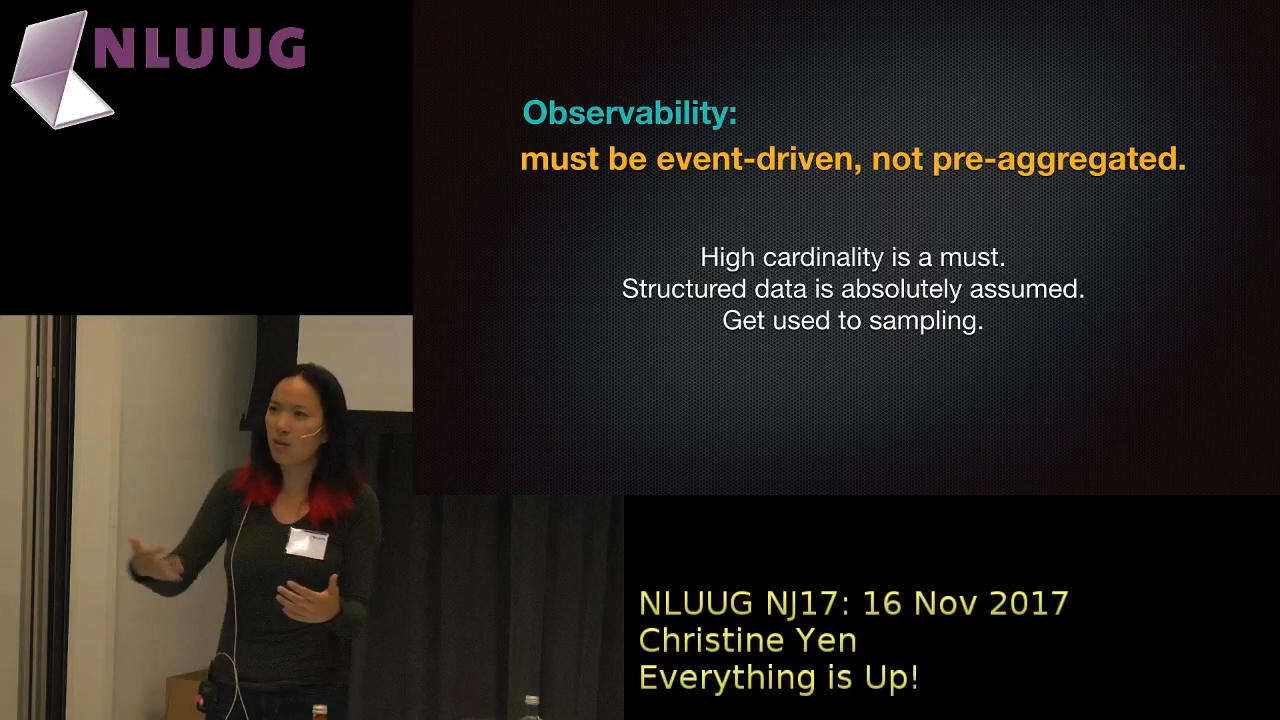 NLUUG
Observability:
must be event-driven, not pre-aggregated.
High cardinality is a must.
Structured data is absolutely assumed.
Get used to sampling.
NLUUG NJ17: 16 Nov 2017
Christine Yen
Everything is Up!